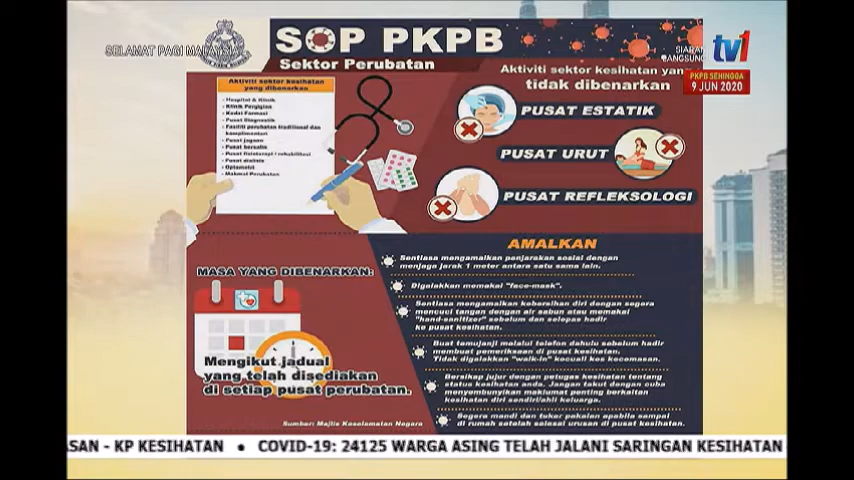 SELAMAT PAGI MALAYSIA
SOP PKPB
Sektor Perubatan
SIARAN
LANGSUNG
tv1
PKPB SEHINGGA
9 JUN 2020
Aktiviti sektor kesihatan
yang dibenarkan
- Hospital & Klinik
- Klinik Pergigian
- Kedai Farmasi
- Pusat Diagnostik
- Fasiliti perubatan traditional dan
komplimentari
- Pusat jagaan
- Pusat bersalin
- Pusat fisioterapi / rehabilitasi
- Pusat dialisis
- Optometri
- Makmal Perubatan
Aktiviti sektor kesihatan yang
tidak dibenarkan
PUSAT ESTATIK
PUSAT URUT
PUSAT REFLEKSOLOGI
MASA YANG DIBENARKAN:
Mengikut jadual
yang telah disediakan
di setiap pusat perubatan.
Sumber: Majlis Keselamatan Negara
AMALKAN
Sentiasa mengamalkan penjarakan sosial dengan
menjaga jarak 1 meter antara satu sama lain.
Digalakkan memakai "face-mask".
Sentiasa mengamalkan kebersihan diri dengan segera
mencuci tangan dengan air sabun atau memakai
"hand-sanitizer" sebelum dan selepas hadir
ke pusat kesihatan.
Buat temujanji melalui telefon dahulu sebelum hadir
membuat pemeriksaan di pusat kesihatan.
Tidak digalakkan "walk-in" kecuali kes kecemasan.
Bersikap jujur dengan petugas kesihatan tentang
status kesihatan anda. Jangan takut dengan cuba
menyembunyikan maklumat penting berkaitan
kesihatan diri sendiri/ahli keluarga.
Segera mandi dan tukar pakaian apabila sampai
di rumah setelah selesai urusan di pusat kesihatan.
ASAN - KP KESIHATAN • COVID-19: 24125 WARGA ASING TELAH JALANI SARINGAN KESIHATAN